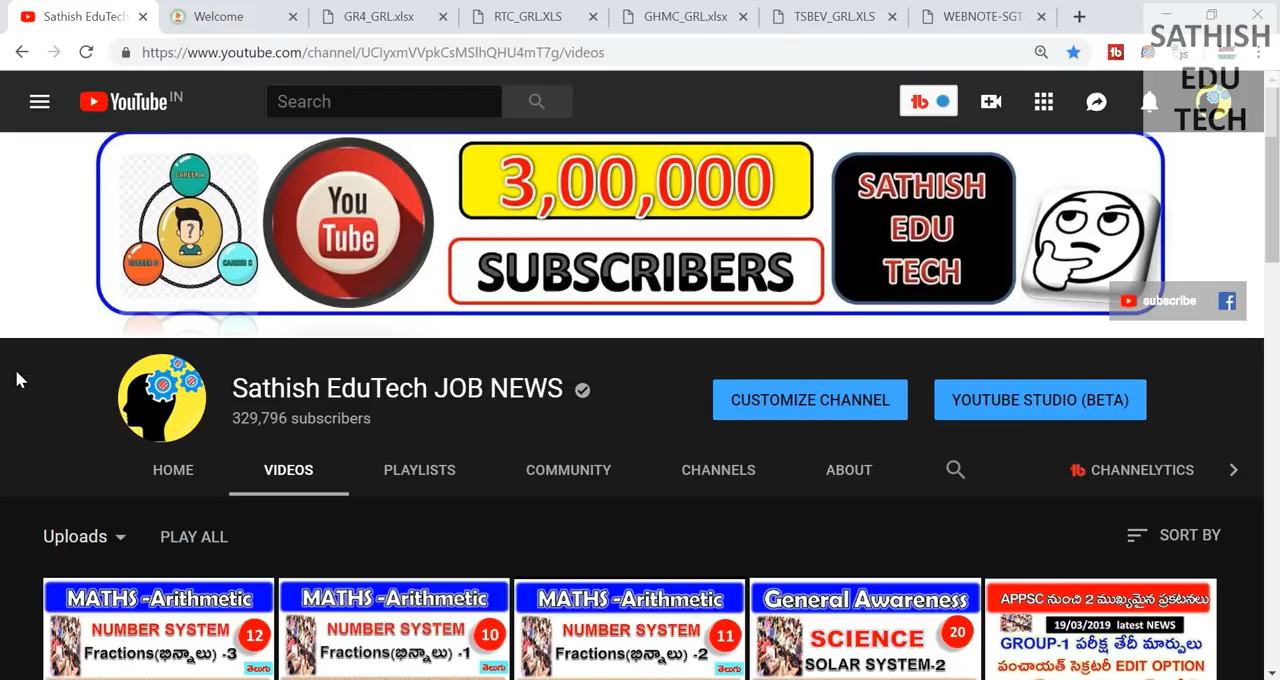 Sathish EduTech
Welcome
GR4_GRL.xlsx
RTC_GRL.XLS
GHMC_GRL.xlsx
TSBEV_GRL.XLS
WEBNOTE-SGT
https://www.youtube.com/channel/UCIyxmVVpkCsMSlhQHU4mT7g/videos
SATHISH
EDU
TECH
YouTube IN
Search
CAREER A
CAREER C
You
Tube
3,00,000
SUBSCRIBERS
SATHISH
EDU
TECH
subscribe
Sathish EduTech JOB NEWS
329,796 subscribers
CUSTOMIZE CHANNEL
YOUTUBE STUDIO (BETA)
HOME
VIDEOS
PLAYLISTS
COMMUNITY
CHANNELS
ABOUT
CHANNELYTICS
Uploads
PLAY ALL
SORT BY
MATHS -Arithmetic
NUMBER SYSTEM
12
Fractions(భిన్నాలు) -3
తెలుగు
MATHS -Arithmetic
NUMBER SYSTEM
10
Fractions(భిన్నాలు) -1
తెలుగు
MATHS -Arithmetic
NUMBER SYSTEM
11
Fractions(భిన్నాలు) -2
తెలుగు
General Awareness
SCIENCE
20
SOLAR SYSTEM-2
APPSC నుంచి 2 ముఖ్యమైన ప్రకటనలు
19/03/2019 latest NEWS
GROUP-1 పరీక్ష తేదీ మార్పులు
పంచాయత్ సెక్రటరీ EDIT OPTION